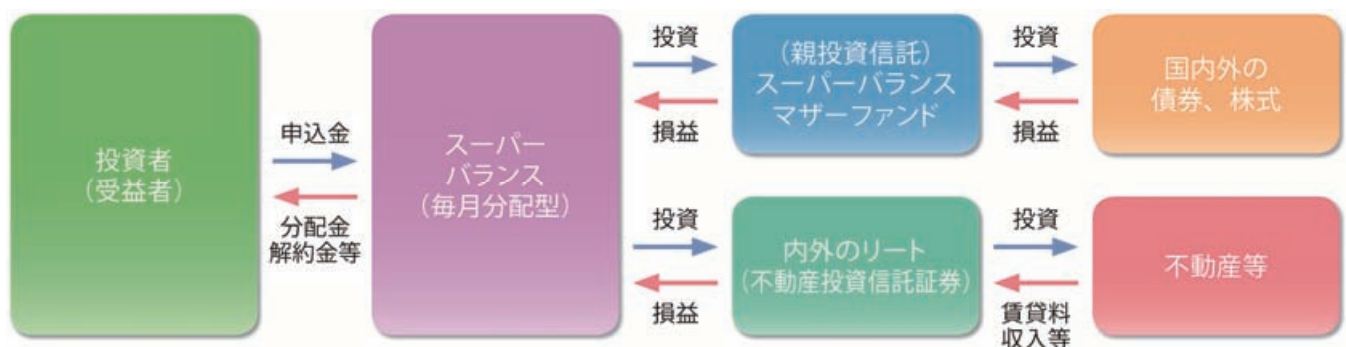 投資者
(受益者)
申込金
分配金
解約金等
スーパー
バランス
(毎月分配型)
投資
損益
(親投資信託)
スーパーバランス
マザーファンド
投資
損益
国内外の
債券、株式
投資
損益
内外のリート
(不動産投資信託証券)
投資
賃貸料
収入等
不動産等